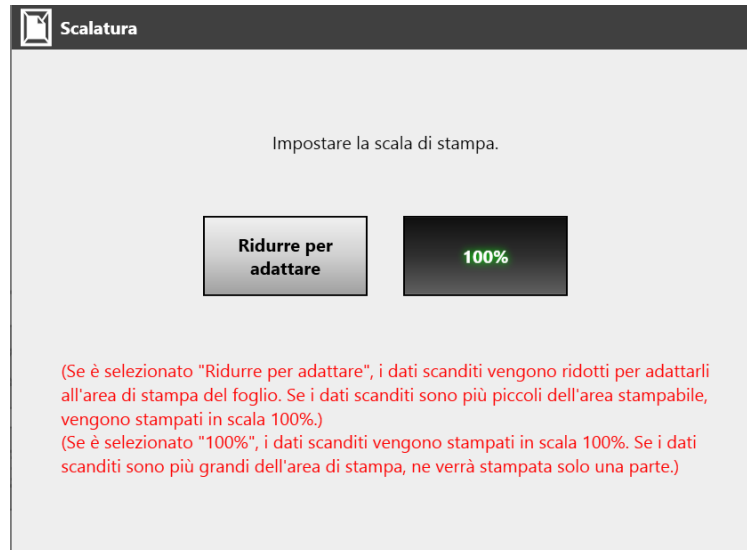 Scalatura
Impostare la scala di stampa.
Ridurre per
adattare
100%
(Se è selezionato "Ridurre per adattare", i dati scanditi vengono ridotti per adattarli
all'area di stampa del foglio. Se i dati scanditi sono più piccoli dell'area stampabile,
vengono stampati in scala 100%.)
(Se è selezionato "100%", i dati scanditi vengono stampati in scala 100%. Se i dati
scanditi sono più grandi dell'area di stampa, ne verrà stampata solo una parte.)